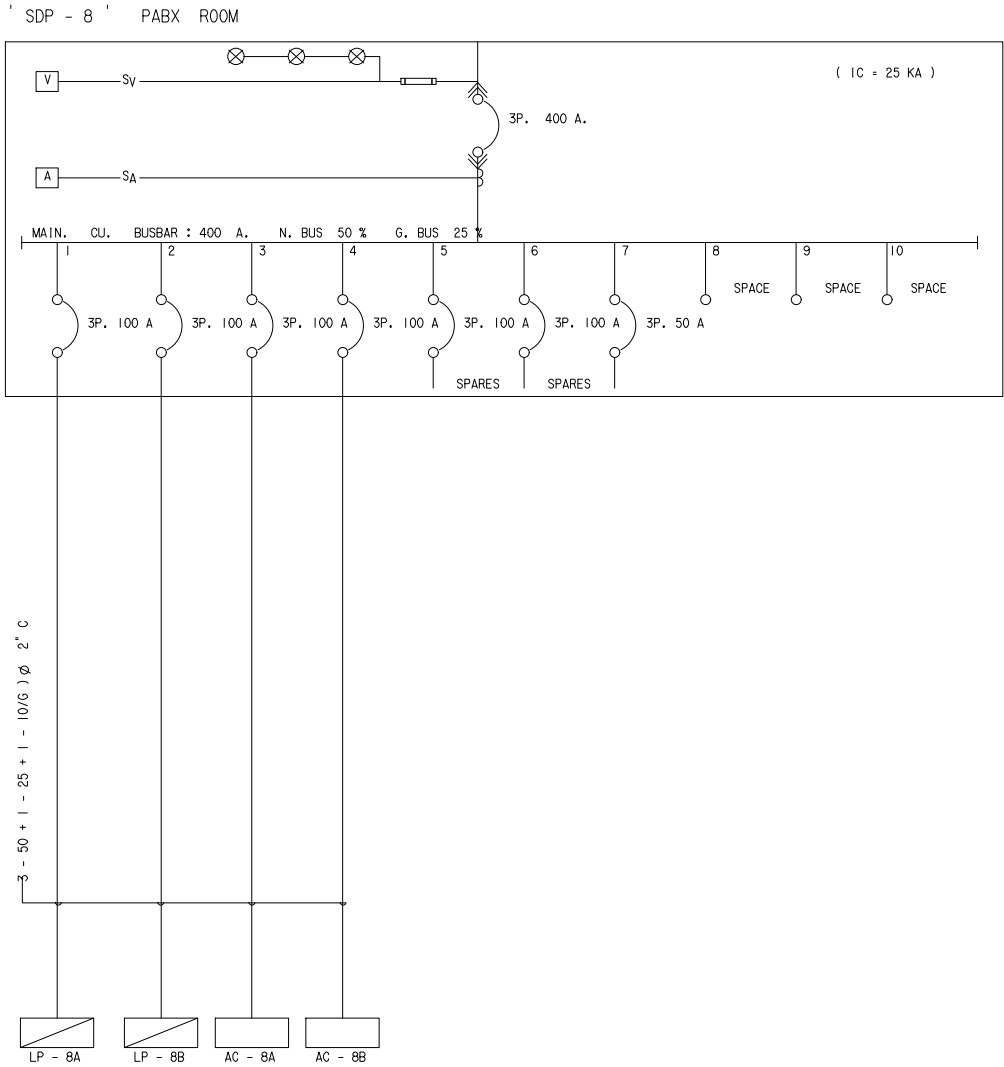 ' SDP - 8 ' PABX ROOM
( IC = 25 KA )
V SV
3P. 400 A.
A SA
MAIN. CU. BUSBAR : 400 A. N. BUS 50 % G. BUS 25 %
1 2 3 4 5 6 7 8 9 10
SPACE SPACE SPACE
3P. 100 A 3P. 100 A 3P. 100 A 3P. 100 A 3P. 100 A 3P. 100 A 3P. 50 A
SPARES SPARES
3 - 50 + 1 - 25 + 1 - 10/G ) Ø 2" C
LP - 8A LP - 8B AC - 8A AC - 8B